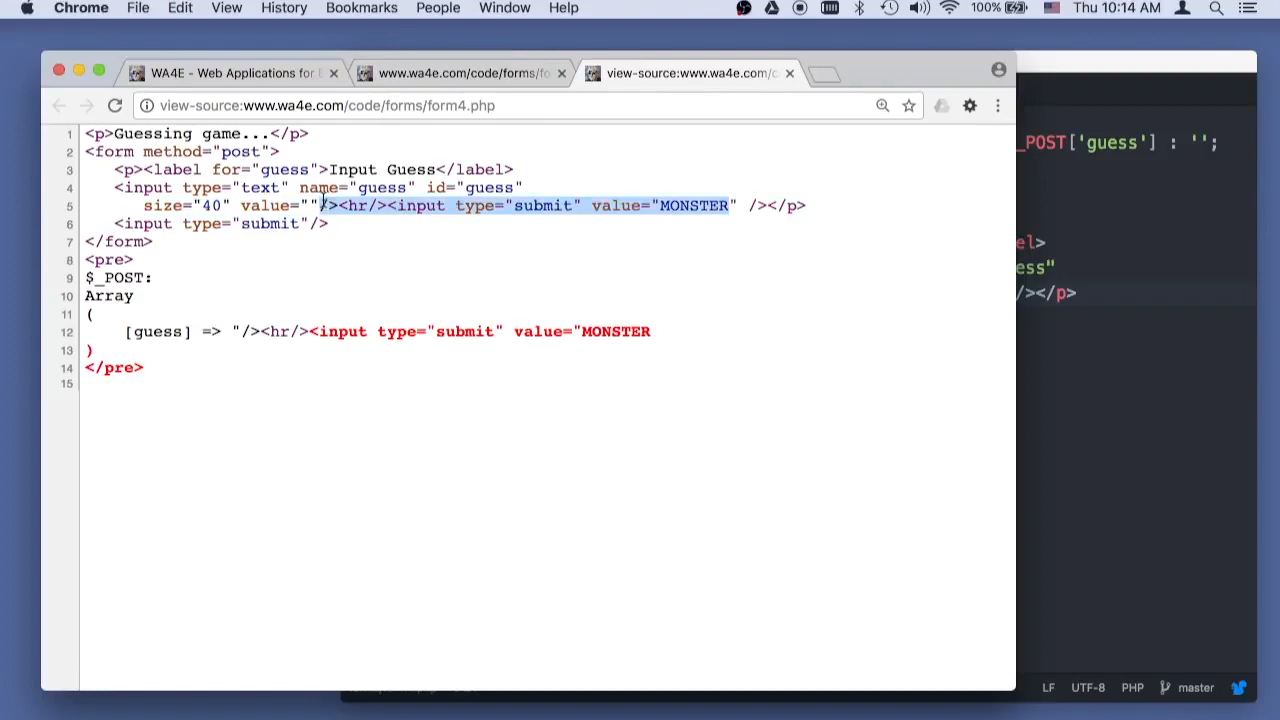 Chrome File Edit View History Bookmarks People Window Help 100% Thu 10:14 AM
WA4E - Web Applications for E www.wa4e.com/code/forms/fo view-source:www.wa4e.com/c
view-source:www.wa4e.com/code/forms/form4.php
1 <p>Guessing game...</p>
2 <form method="post">
3 <p><label for="guess">Input Guess</label>
4 <input type="text" name="guess" id="guess"
5 size="40" value=""/><hr/><input type="submit" value="MONSTER" /></p>
6 <input type="submit"/>
7 </form>
8 <pre>
9 $_POST:
10 Array
11 (
12 [guess] => "/><hr/><input type="submit" value="MONSTER
13 )
14 </pre>
15
_POST['guess'] : '';
el>
ess"
/></p>
LF UTF-8 PHP master